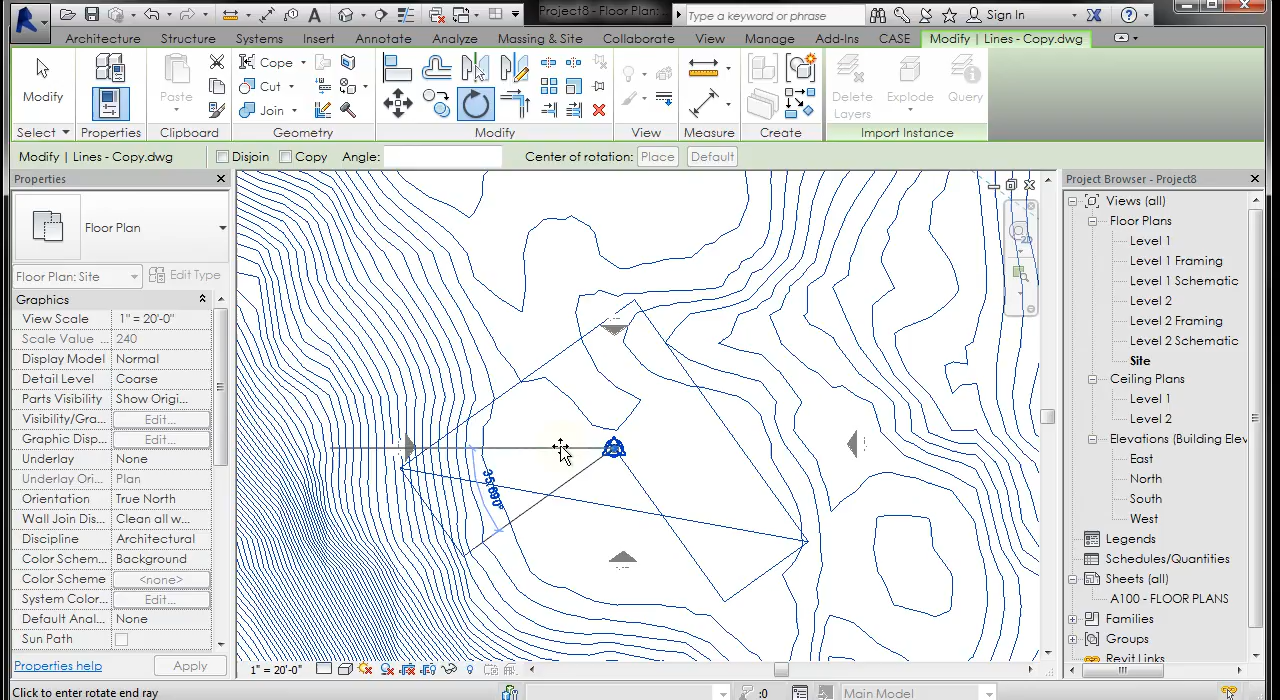 Project8 - Floor Plan:
Type a keyword or phrase
Sign In
Architecture Structure Systems Insert Annotate Analyze Massing & Site Collaborate View Manage Add-Ins CASE Modify | Lines - Copy.dwg
Modify
Paste
Cope
Cut
Join
Delete Layers
Explode
Query
Select Properties Clipboard Geometry Modify View Measure Create Import Instance
Modify | Lines - Copy.dwg Disjoin Copy Angle: Center of rotation: Place Default
Properties
Floor Plan
Floor Plan: Site Edit Type
Graphics
View Scale 1" = 20'-0"
Scale Value ... 240
Display Model Normal
Detail Level Coarse
Parts Visibility Show Origi...
Visibility/Gra... Edit...
Graphic Disp... Edit...
Underlay None
Underlay Ori... Plan
Orientation True North
Wall Join Dis... Clean all w...
Discipline Architectural
Color Schem... Background
Color Scheme <none>
System Color... Edit...
Default Anal... None
Sun Path
Properties help Apply
35.690°
2D
Project Browser - Project8
Views (all)
Floor Plans
Level 1
Level 1 Framing
Level 1 Schematic
Level 2
Level 2 Framing
Level 2 Schematic
Site
Ceiling Plans
Level 1
Level 2
Elevations (Building Elev
East
North
South
West
Legends
Schedules/Quantities
Sheets (all)
A100 - FLOOR PLANS
Families
Groups
Revit Links
1" = 20'-0"
Click to enter rotate end ray
:0
Main Model